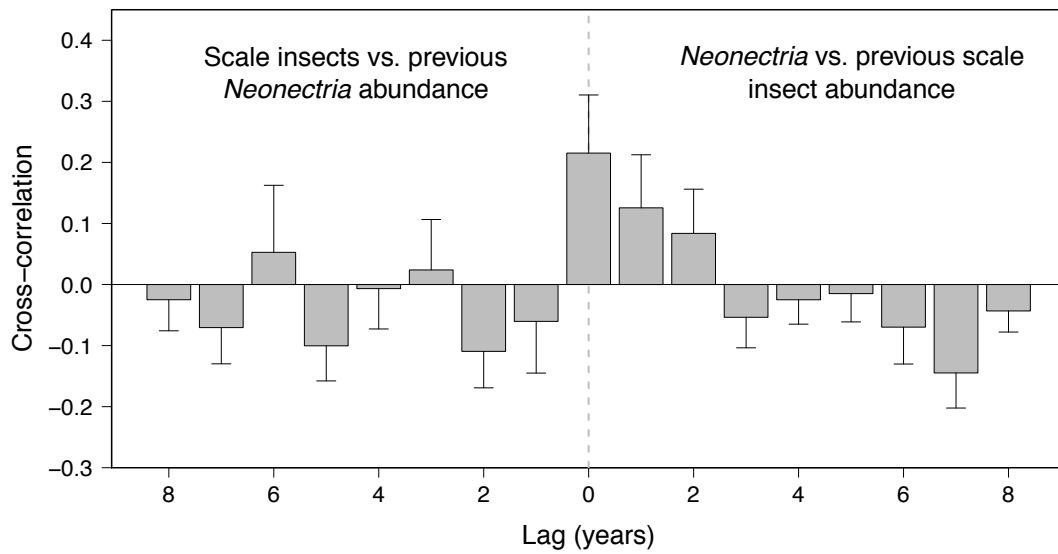 Scale insects vs. previous
Neonectria abundance
Neonectria vs. previous scale
insect abundance
Cross−correlation
0.4
0.3
0.2
0.1
0.0
−0.1
−0.2
−0.3
8 6 4 2 0 2 4 6 8
Lag (years)